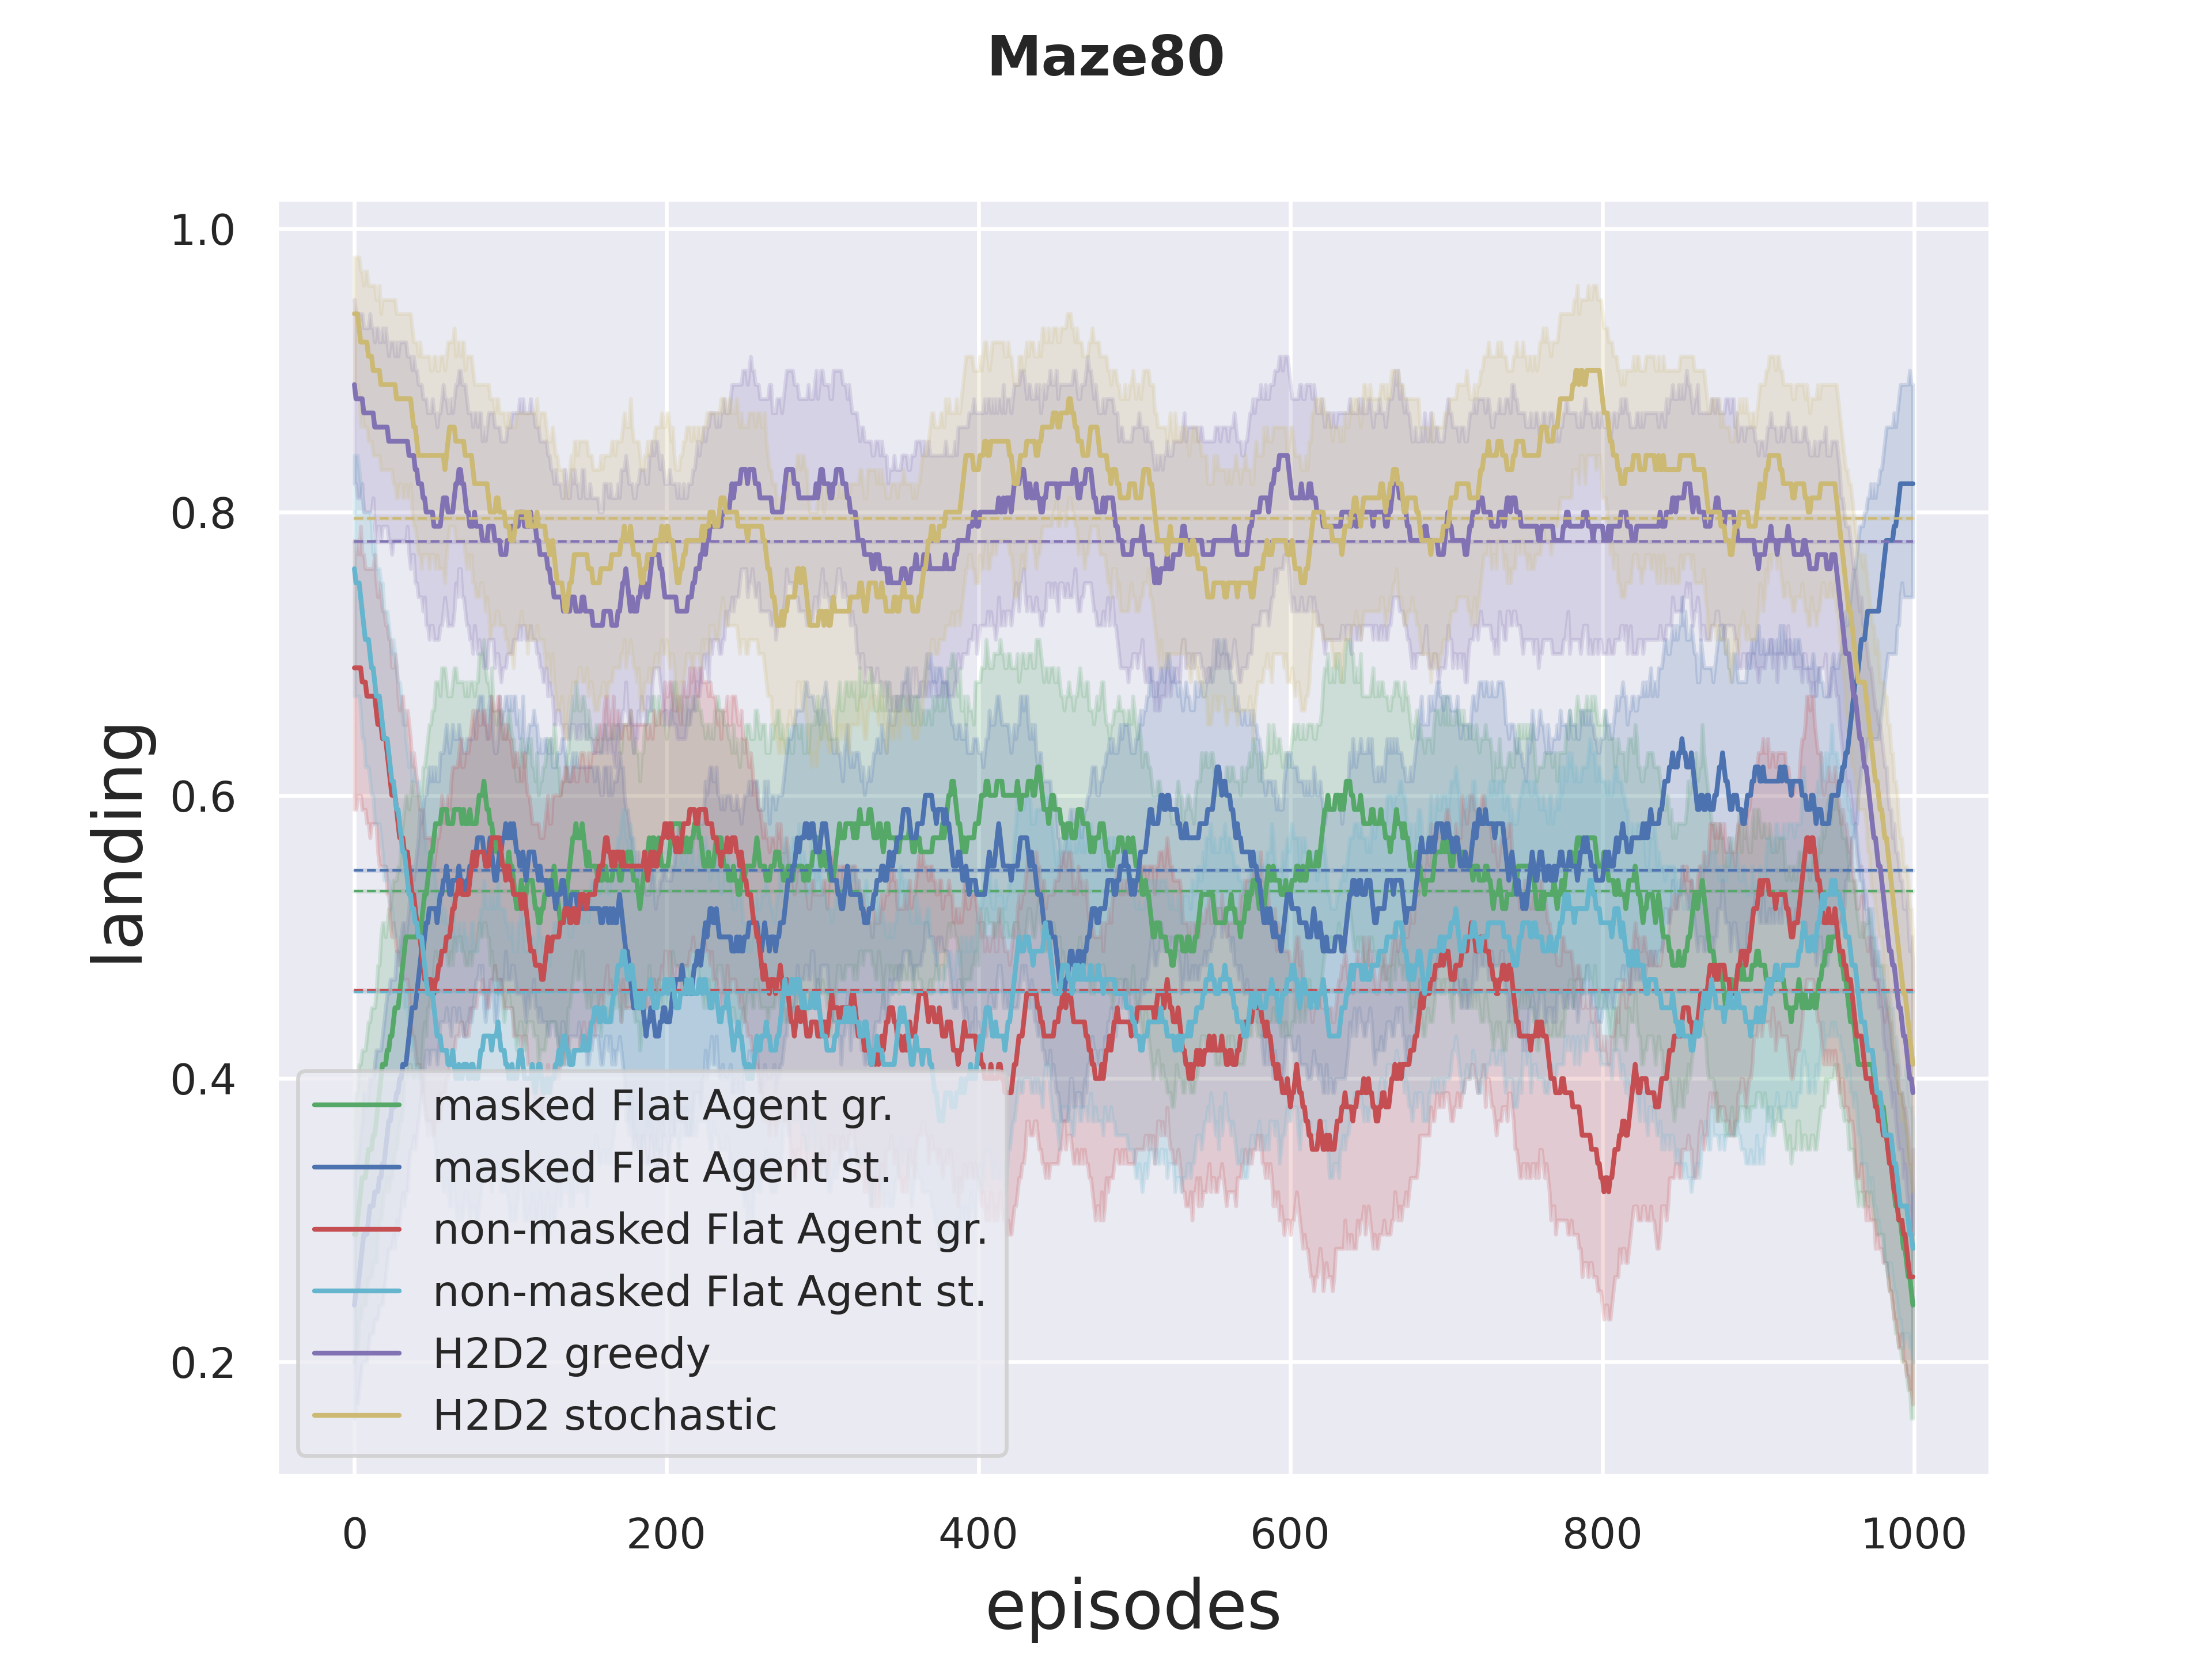 Maze80
landing
1.0
0.8
0.6
0.4
0.2
masked Flat Agent gr.
masked Flat Agent st.
non-masked Flat Agent gr.
non-masked Flat Agent st.
H2D2 greedy
H2D2 stochastic
0 200 400 600 800 1000
episodes